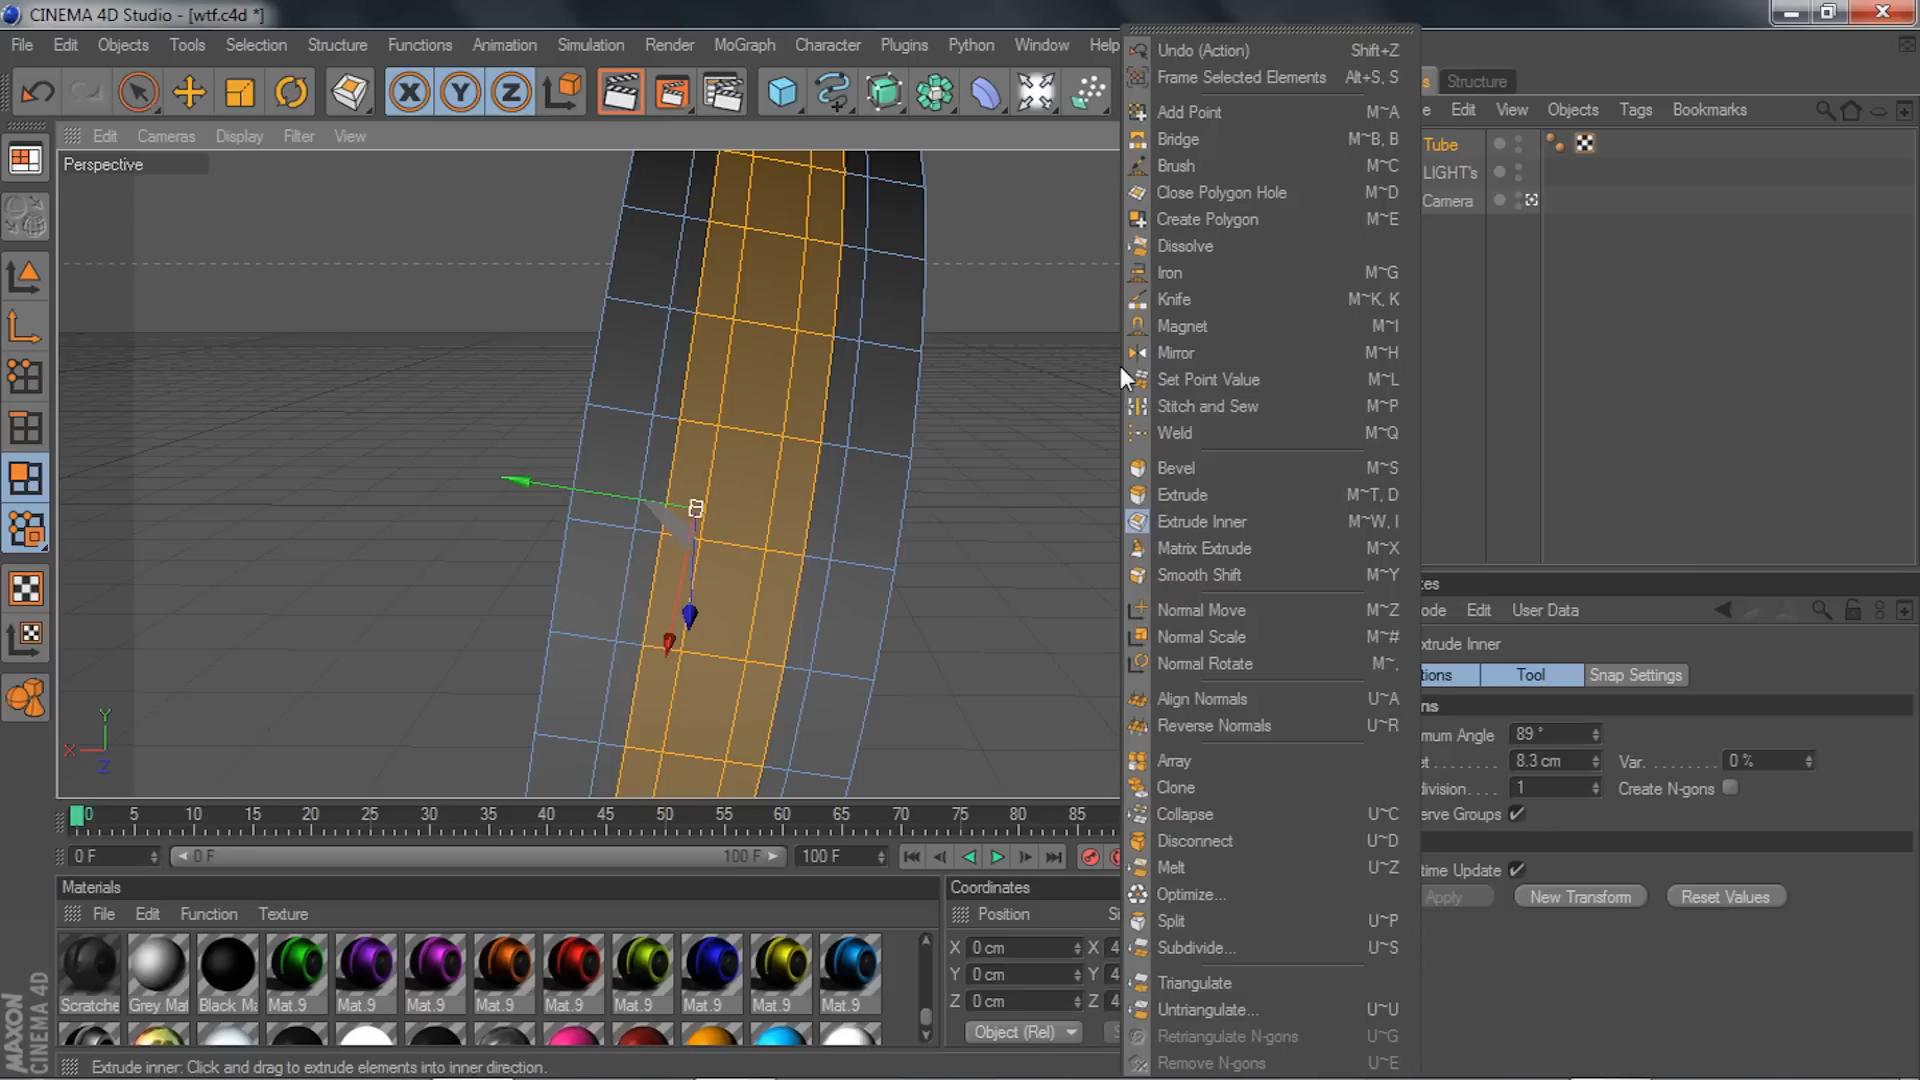 CINEMA 4D Studio - [wtf.c4d *]
File Edit Objects Tools Selection Structure Functions Animation Simulation Render MoGraph Character Plugins Python Window Help
Structure
Edit View Objects Tags Bookmarks
Tube
LIGHT's
Camera
Edit Cameras Display Filter View
Perspective
Undo (Action) Shift+Z
Frame Selected Elements Alt+S, S
Add Point M~A
Bridge M~B, B
Brush M~C
Close Polygon Hole M~D
Create Polygon M~E
Dissolve
Iron M~G
Knife M~K, K
Magnet M~I
Mirror M~H
Set Point Value M~L
Stitch and Sew M~P
Weld M~Q
Bevel M~S
Extrude M~T, D
Extrude Inner M~W, I
Matrix Extrude M~X
Smooth Shift M~Y
Normal Move M~Z
Normal Scale M~#
Normal Rotate M~,
Align Normals U~A
Reverse Normals U~R
Array
Clone
Collapse U~C
Disconnect U~D
Melt U~Z
Optimize...
Split U~P
Subdivide... U~S
Triangulate
Untriangulate... U~U
Retriangulate N-gons U~G
Remove N-gons U~E
tes
ode Edit User Data
xtrude Inner
tions Tool Snap Settings
ns
mum Angle 89 °
et 8.3 cm Var. 0 %
division 1 Create N-gons
erve Groups
time Update
Apply New Transform Reset Values
X Y Z
0 5 10 15 20 25 30 35 40 45 50 55 60 65 70 75 80 85
0 F 0 F 100 F 100 F
Materials
File Edit Function Texture
Scratche Grey Mat Black Ma Mat.9 Mat.9 Mat.9 Mat.9 Mat.9 Mat.9 Mat.9 Mat.9 Mat.9
Coordinates
Position Si
X 0 cm X 4
Y 0 cm Y 4
Z 0 cm Z 4
Object (Rel) S
MAXON
CINEMA 4D
Extrude inner: Click and drag to extrude elements into inner direction.